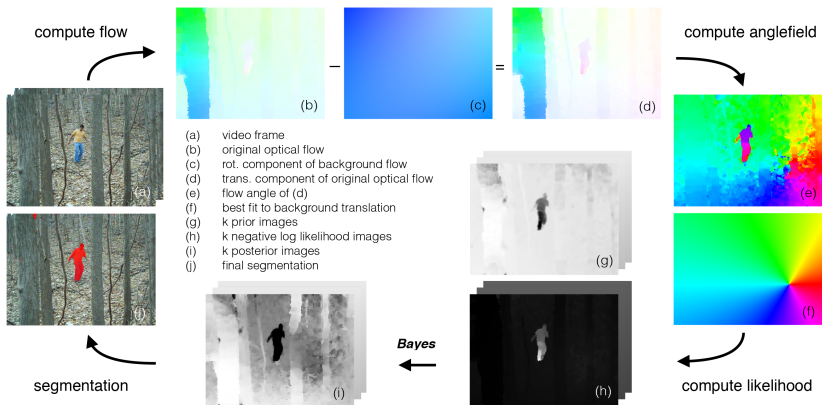 compute flow
compute anglefield
(b)
–
(c)
=
(d)
(a)
(e)
(a) video frame
(b) original optical flow
(c) rot. component of background flow
(d) trans. component of original optical flow
(e) flow angle of (d)
(f) best fit to background translation
(g) k prior images
(h) k negative log likelihood images
(i) k posterior images
(j) final segmentation
(g)
(j)
(f)
(i)
Bayes
(h)
segmentation
compute likelihood